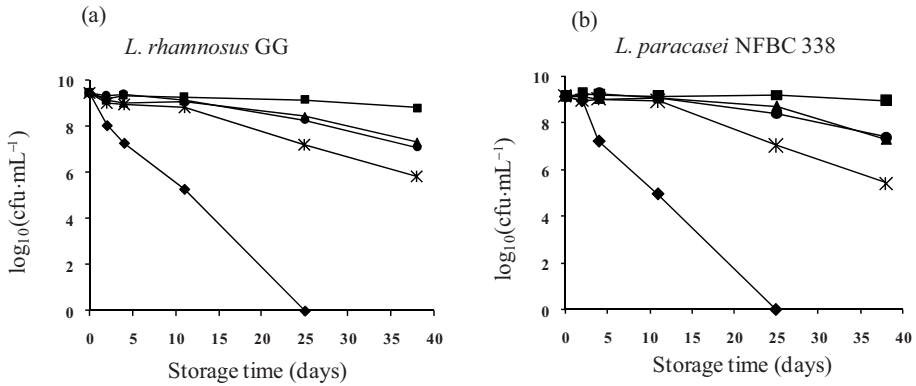 (a)
L. rhamnosus GG
log₁₀(cfu·mL⁻¹)
10
8
6
4
2
0
0 5 10 15 20 25 30 35 40
Storage time (days)
(b)
L. paracasei NFBC 338
log₁₀(cfu·mL⁻¹)
10
8
6
4
2
0
0 5 10 15 20 25 30 35 40
Storage time (days)